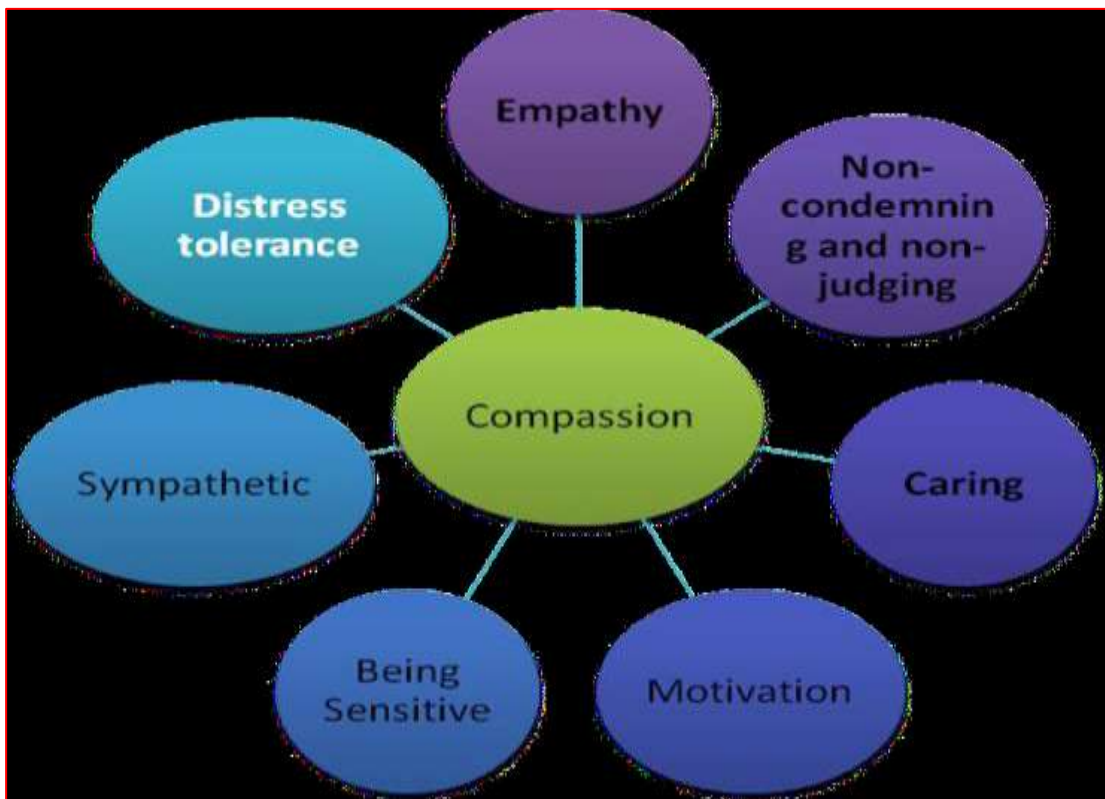 Empathy
Non-
condemnin
g and non-
judging
Distress
tolerance
Compassion
Sympathetic
Caring
Being
Sensitive
Motivation